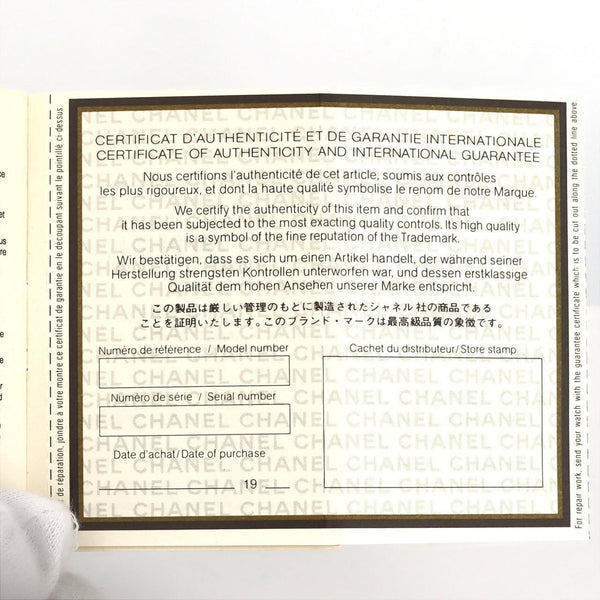 CERTIFICAT D'AUTHENTICITÉ ET DE GARANTIE INTERNATIONALE
CERTIFICATE OF AUTHENTICITY AND INTERNATIONAL GUARANTEE
Nous certifions l'authenticité de cet article, soumis aux contrôles
les plus rigoureux, et dont la haute qualité symbolise le renom de notre Marque.
We certify the authenticity of this item and confirm that
it has been subjected to the most exacting quality controls. Its high quality
is a symbol of the fine reputation of the Trademark.
Wir bestätigen, dass es sich um einen Artikel handelt, der während seiner
Herstellung strengsten Kontrollen unterworfen war, und dessen erstklassige
Qualität dem hohen Ansehen unserer Marke entspricht.
この製品は厳しい管理のもとに製造されたシャネル社の商品である
ことを証明いたします。このブランド・マークは最高級品質の象徴です。
Numéro de référence / Model number
Cachet du distributeur/Store stamp
Numéro de série / Serial number
Date d'achat/Date of purchase
19
de réparation, joindre à votre montre ce certificat de garantie en le découpant suivant le pointillé ci-dessus.
For repair work, send your watch with the guarantee certificate which is to be cut out along the dotted line above.
CHANEL CHANEL CHANEL CHANEL